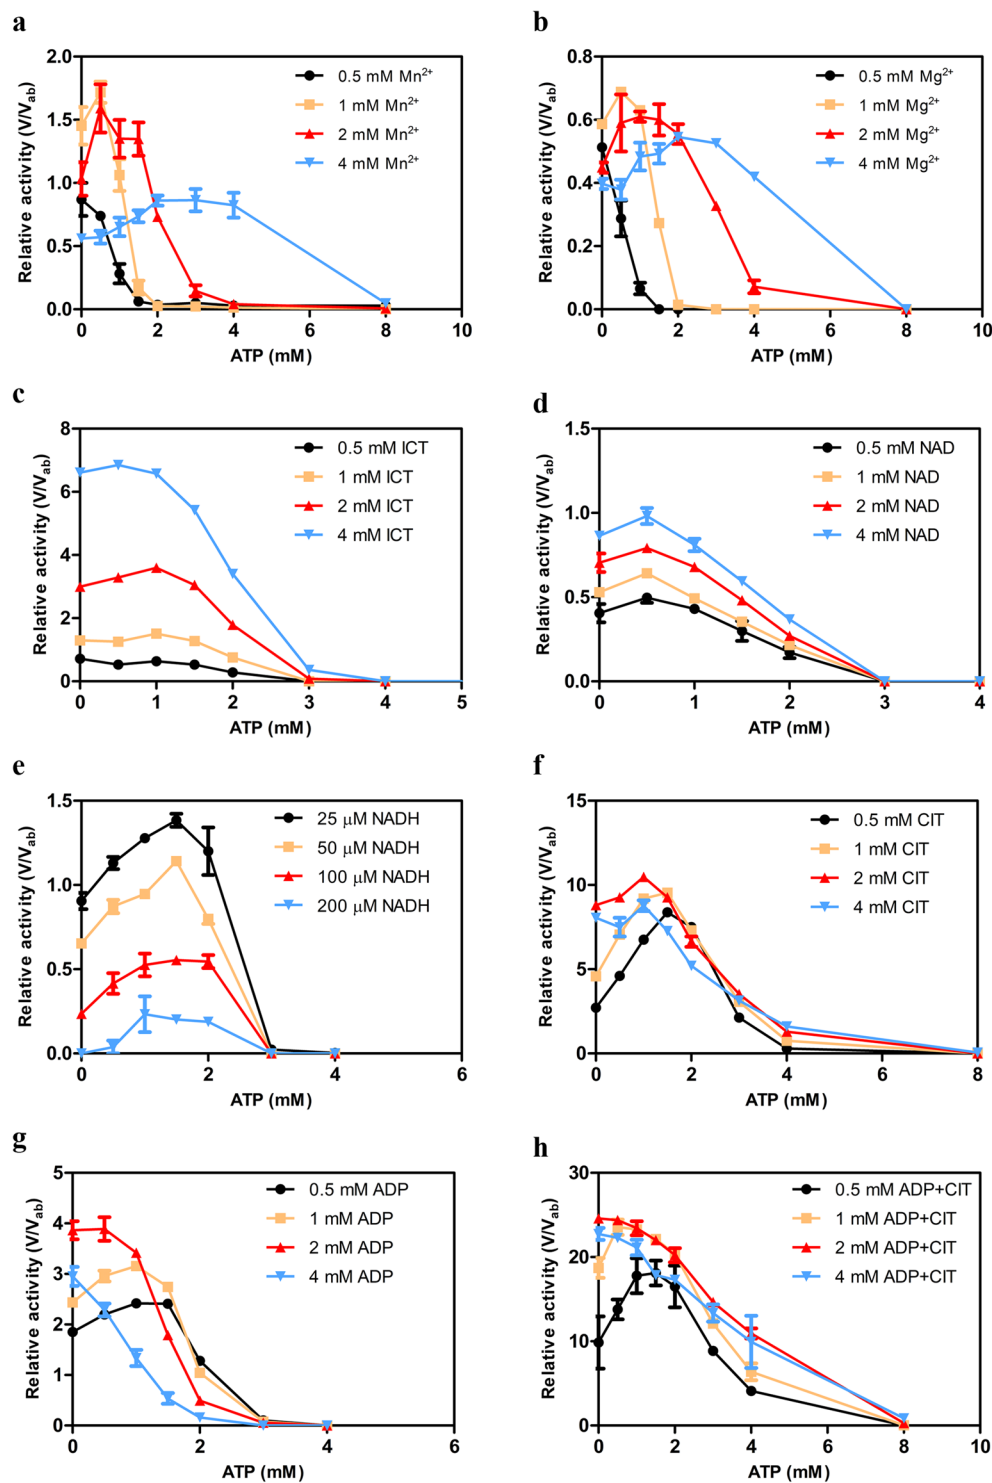 a
Relative activity (V/Vab)
2.0
1.5
1.0
0.5
0.0
0.5 mM Mn²⁺
1 mM Mn²⁺
2 mM Mn²⁺
4 mM Mn²⁺
0 2 4 6 8 10
ATP (mM)
b
Relative activity (V/Vab)
0.8
0.6
0.4
0.2
0.0
0.5 mM Mg²⁺
1 mM Mg²⁺
2 mM Mg²⁺
4 mM Mg²⁺
0 2 4 6 8 10
ATP (mM)
c
Relative activity (V/Vab)
8
6
4
2
0
0.5 mM ICT
1 mM ICT
2 mM ICT
4 mM ICT
0 1 2 3 4 5
ATP (mM)
d
Relative activity (V/Vab)
1.5
1.0
0.5
0.0
0.5 mM NAD
1 mM NAD
2 mM NAD
4 mM NAD
0 1 2 3 4
ATP (mM)
e
Relative activity (V/Vab)
1.5
1.0
0.5
0.0
25 μM NADH
50 μM NADH
100 μM NADH
200 μM NADH
0 2 4 6
ATP (mM)
f
Relative activity (V/Vab)
15
10
5
0
0.5 mM CIT
1 mM CIT
2 mM CIT
4 mM CIT
0 2 4 6 8
ATP (mM)
g
Relative activity (V/Vab)
5
4
3
2
1
0
0.5 mM ADP
1 mM ADP
2 mM ADP
4 mM ADP
0 2 4 6
ATP (mM)
h
Relative activity (V/Vab)
30
20
10
0
0.5 mM ADP+CIT
1 mM ADP+CIT
2 mM ADP+CIT
4 mM ADP+CIT
0 2 4 6 8 10
ATP (mM)